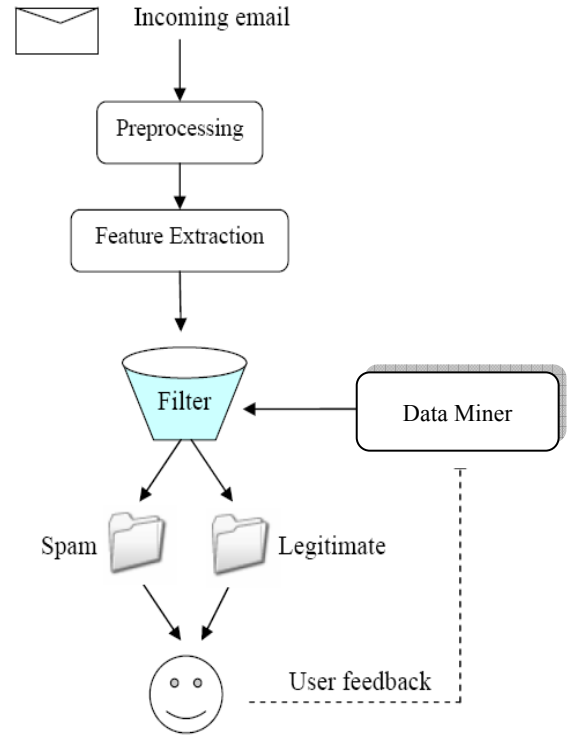 Incoming email
Preprocessing
Feature Extraction
Filter
Data Miner
Spam
Legitimate
User feedback